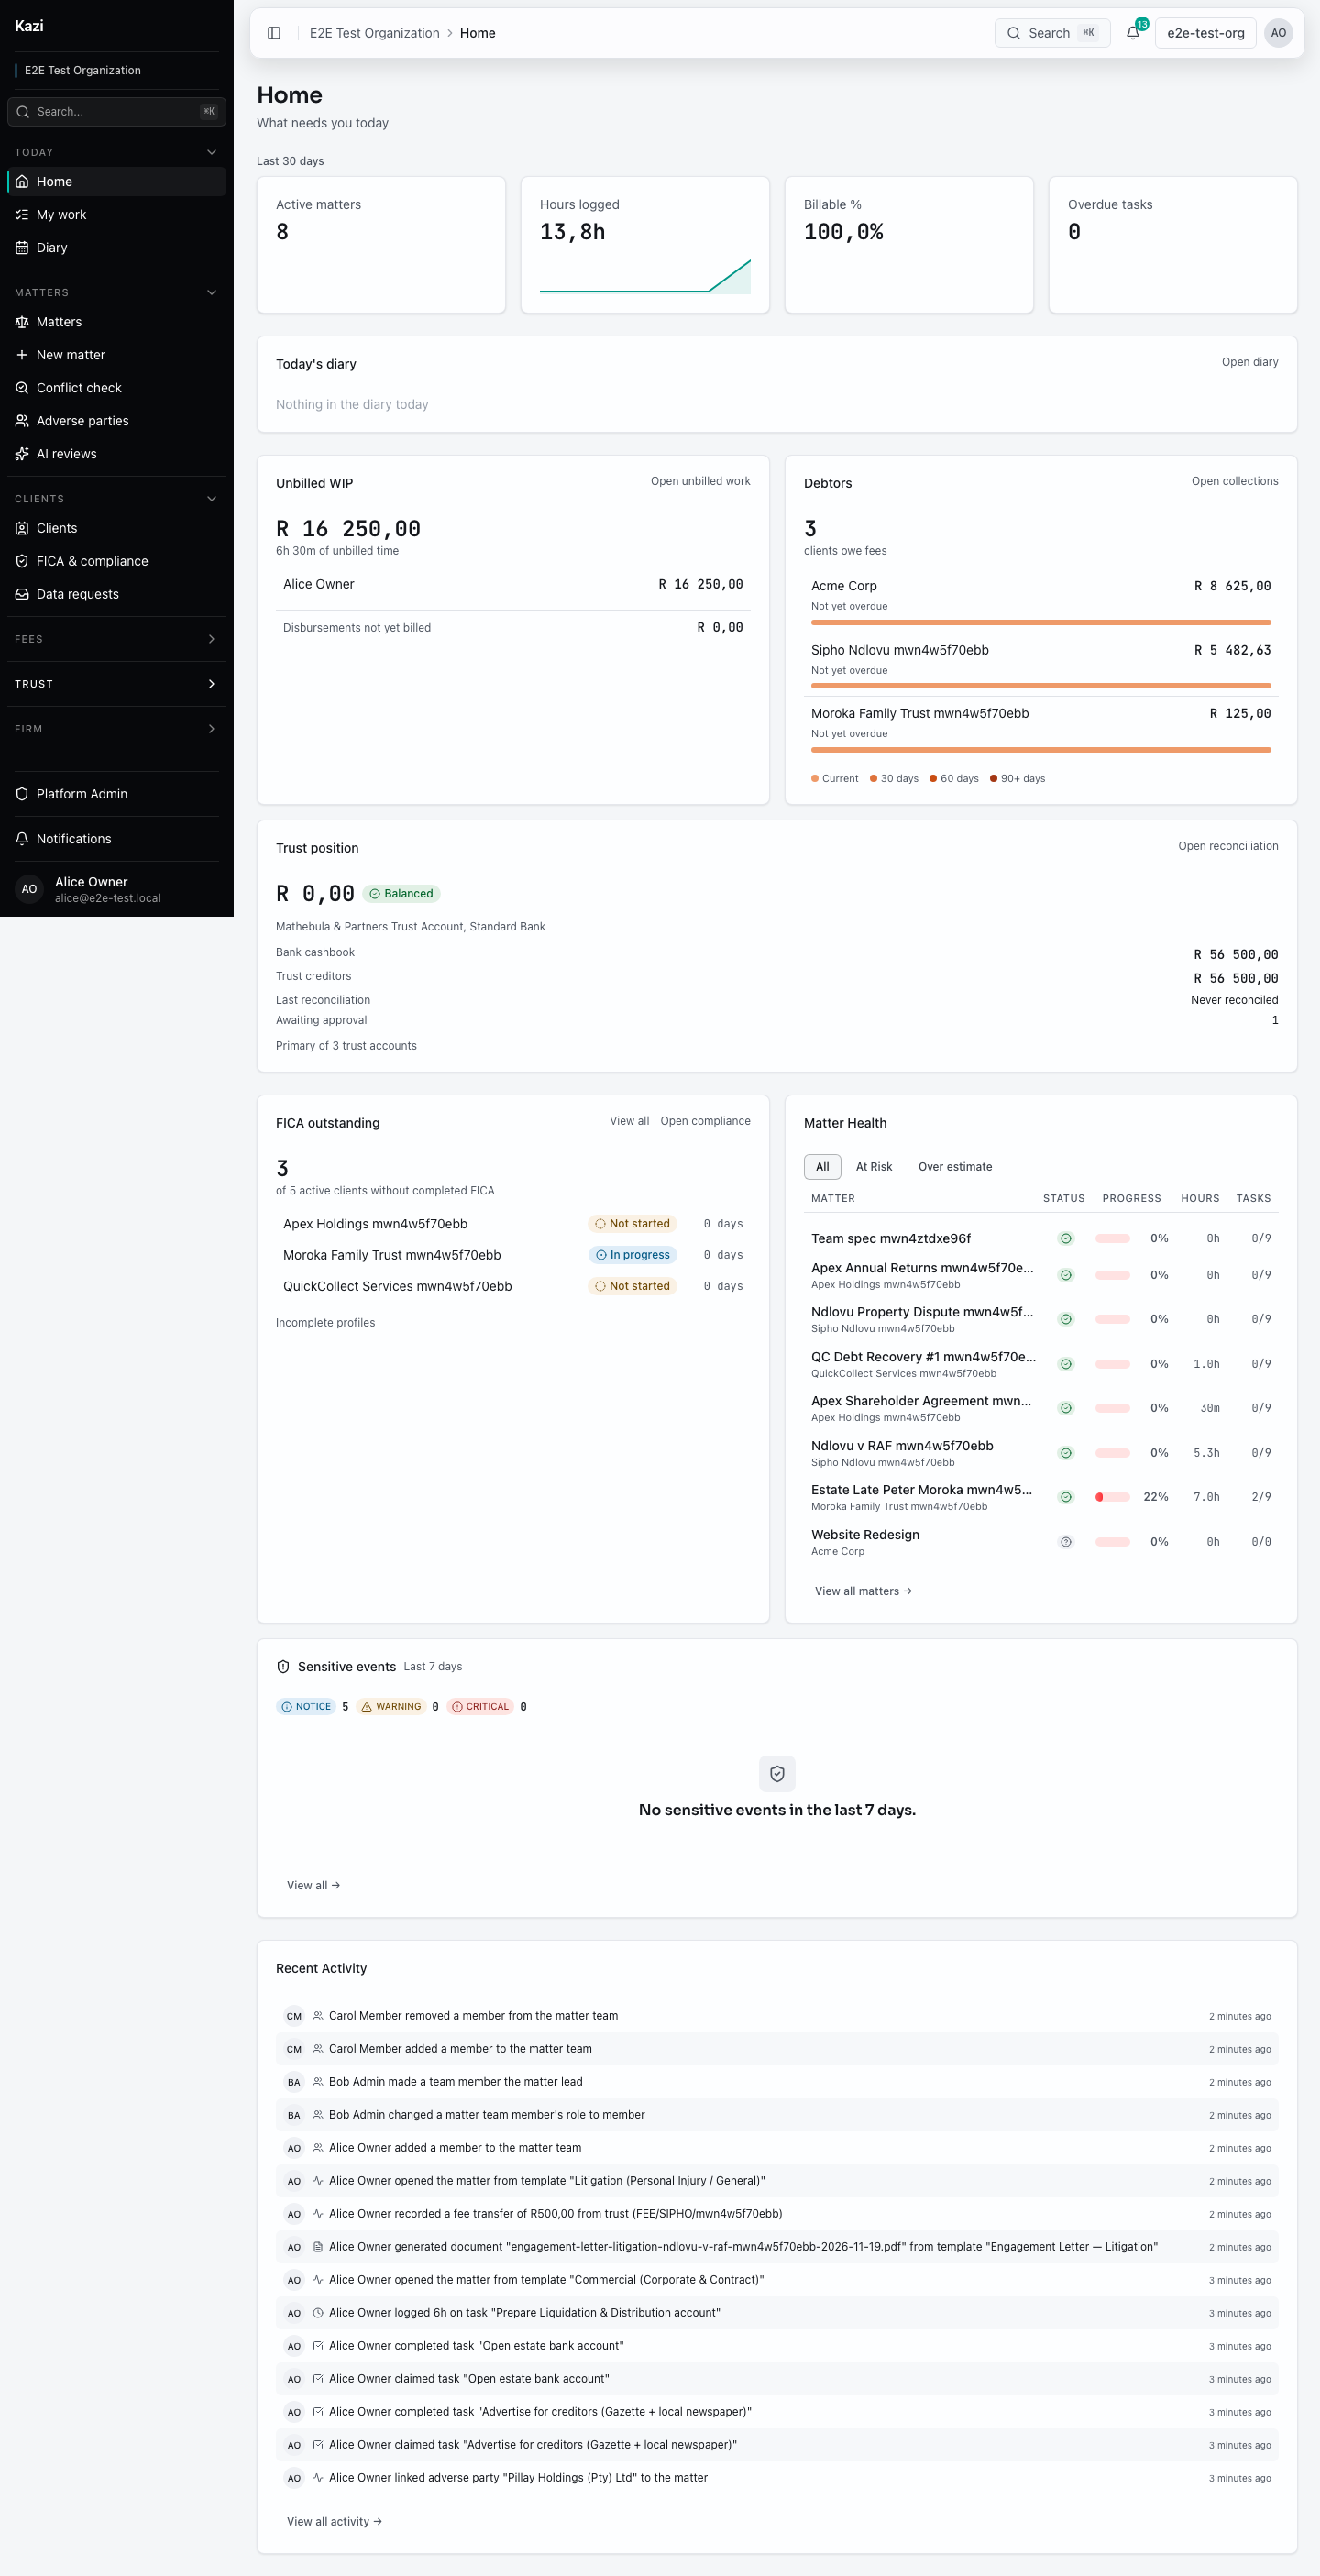 Kazi
E2E Test Organization
Search... ⌘K
TODAY
Home
My work
Diary
MATTERS
Matters
New matter
Conflict check
Adverse parties
AI reviews
CLIENTS
Clients
FICA & compliance
Data requests
FEES
TRUST
FIRM
Platform Admin
Notifications
AO Alice Owner
alice@e2e-test.local
E2E Test Organization > Home
Search ⌘K 13 e2e-test-org AO
Home
What needs you today
Last 30 days
Active matters
8
Hours logged
13,8h
Billable %
100,0%
Overdue tasks
0
Today's diary Open diary
Nothing in the diary today
Unbilled WIP Open unbilled work
R 16 250,00
6h 30m of unbilled time
Alice Owner R 16 250,00
Disbursements not yet billed R 0,00
Debtors Open collections
3
clients owe fees
Acme Corp R 8 625,00
Not yet overdue
Sipho Ndlovu mwn4w5f70ebb R 5 482,63
Not yet overdue
Moroka Family Trust mwn4w5f70ebb R 125,00
Not yet overdue
Current 30 days 60 days 90+ days
Trust position Open reconciliation
R 0,00 Balanced
Mathebula & Partners Trust Account, Standard Bank
Bank cashbook R 56 500,00
Trust creditors R 56 500,00
Last reconciliation Never reconciled
Awaiting approval 1
Primary of 3 trust accounts
FICA outstanding View all Open compliance
3
of 5 active clients without completed FICA
Apex Holdings mwn4w5f70ebb Not started 0 days
Moroka Family Trust mwn4w5f70ebb In progress 0 days
QuickCollect Services mwn4w5f70ebb Not started 0 days
Incomplete profiles
Matter Health
All At Risk Over estimate
MATTER STATUS PROGRESS HOURS TASKS
Team spec mwn4ztdxe96f 0% 0h 0/9
Apex Annual Returns mwn4w5f70e... 0% 0h 0/9
Apex Holdings mwn4w5f70ebb
Ndlovu Property Dispute mwn4w5f... 0% 0h 0/9
Sipho Ndlovu mwn4w5f70ebb
QC Debt Recovery #1 mwn4w5f70e... 0% 1.0h 0/9
QuickCollect Services mwn4w5f70ebb
Apex Shareholder Agreement mwn... 0% 30m 0/9
Apex Holdings mwn4w5f70ebb
Ndlovu v RAF mwn4w5f70ebb 0% 5.3h 0/9
Sipho Ndlovu mwn4w5f70ebb
Estate Late Peter Moroka mwn4w5... 22% 7.0h 2/9
Moroka Family Trust mwn4w5f70ebb
Website Redesign 0% 0h 0/0
Acme Corp
View all matters →
Sensitive events Last 7 days
NOTICE 5 WARNING 0 CRITICAL 0
No sensitive events in the last 7 days.
View all →
Recent Activity
CM Carol Member removed a member from the matter team 2 minutes ago
CM Carol Member added a member to the matter team 2 minutes ago
BA Bob Admin made a team member the matter lead 2 minutes ago
BA Bob Admin changed a matter team member's role to member 2 minutes ago
AO Alice Owner added a member to the matter team 2 minutes ago
AO Alice Owner opened the matter from template "Litigation (Personal Injury / General)" 2 minutes ago
AO Alice Owner recorded a fee transfer of R500,00 from trust (FEE/SIPHO/mwn4w5f70ebb) 2 minutes ago
AO Alice Owner generated document "engagement-letter-litigation-ndlovu-v-raf-mwn4w5f70ebb-2026-11-19.pdf" from template "Engagement Letter — Litigation" 2 minutes ago
AO Alice Owner opened the matter from template "Commercial (Corporate & Contract)" 3 minutes ago
AO Alice Owner logged 6h on task "Prepare Liquidation & Distribution account" 3 minutes ago
AO Alice Owner completed task "Open estate bank account" 3 minutes ago
AO Alice Owner claimed task "Open estate bank account" 3 minutes ago
AO Alice Owner completed task "Advertise for creditors (Gazette + local newspaper)" 3 minutes ago
AO Alice Owner claimed task "Advertise for creditors (Gazette + local newspaper)" 3 minutes ago
AO Alice Owner linked adverse party "Pillay Holdings (Pty) Ltd" to the matter 3 minutes ago
View all activity →